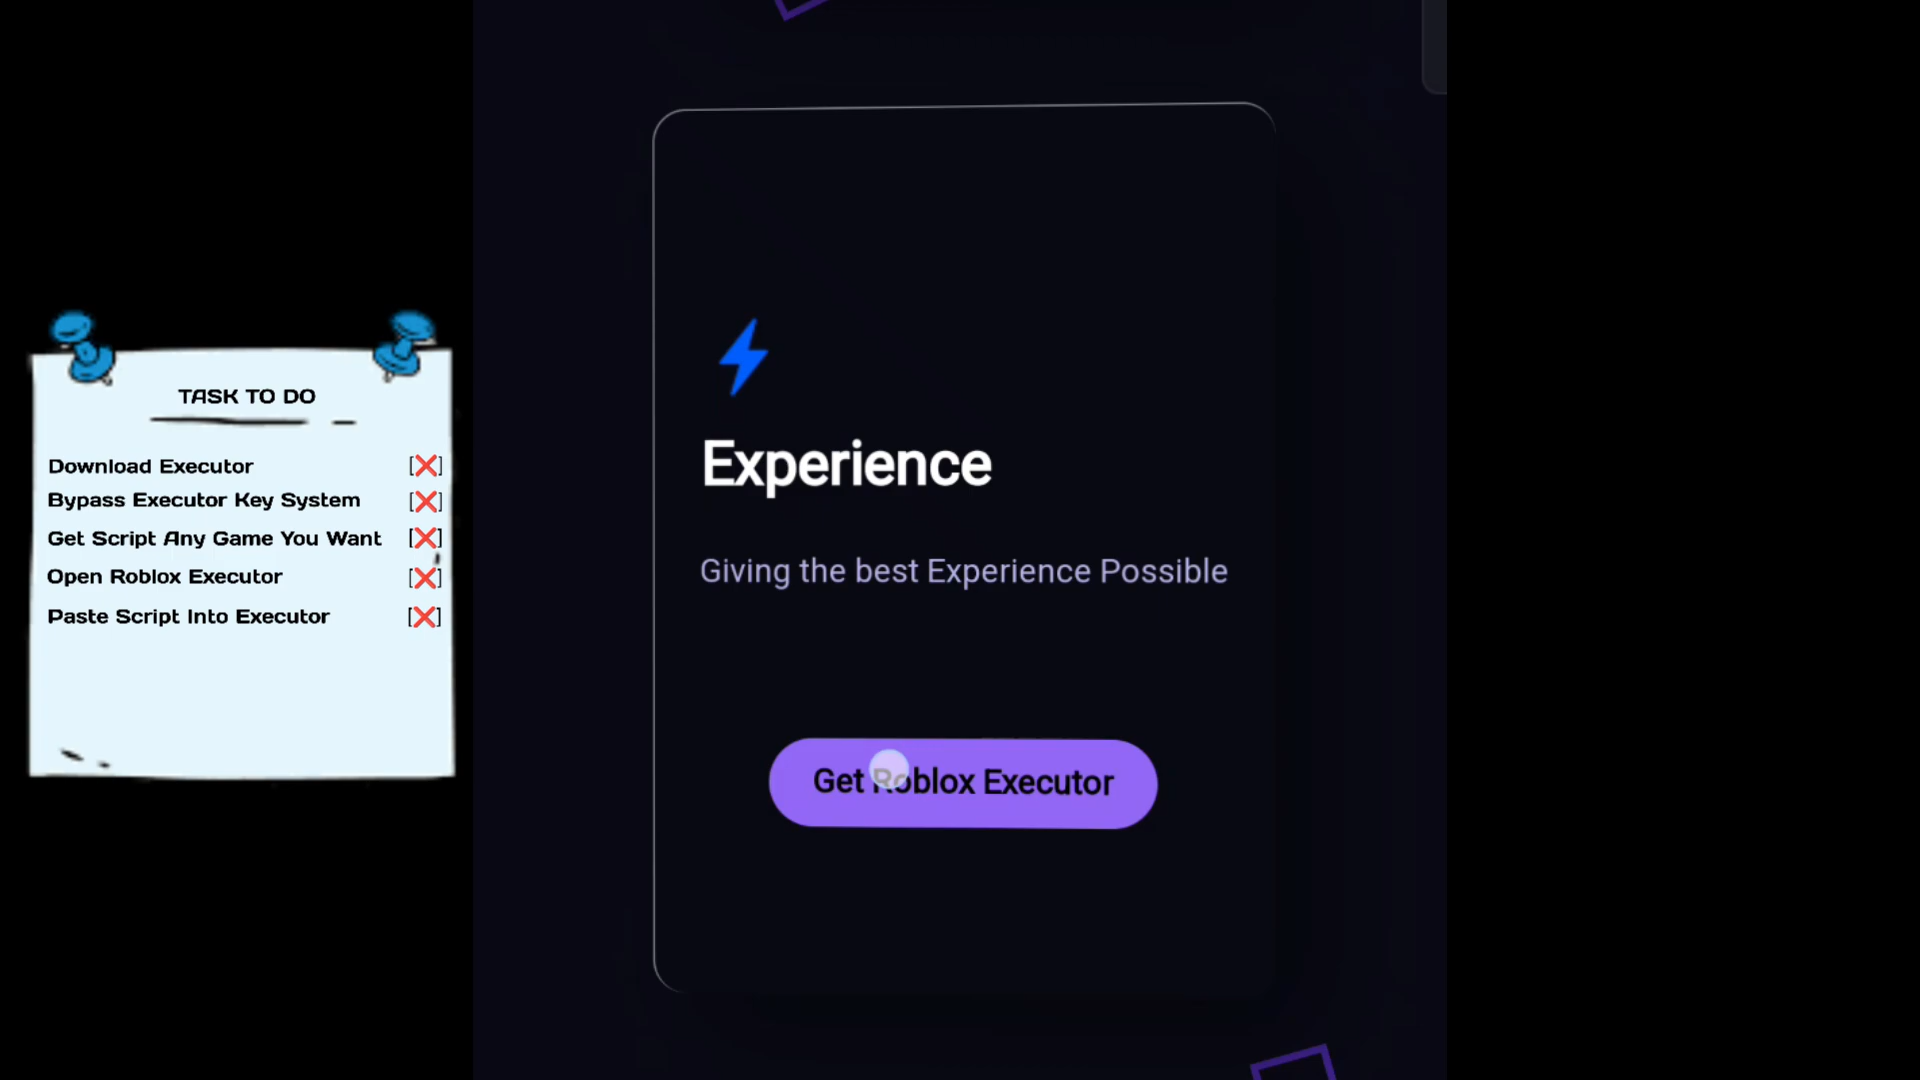 TASK TO DO
Download Executor [❌]
Bypass Executor Key System [❌]
Get Script Any Game You Want [❌]
Open Roblox Executor [❌]
Paste Script Into Executor [❌]
Experience
Giving the best Experience Possible
Get Roblox Executor